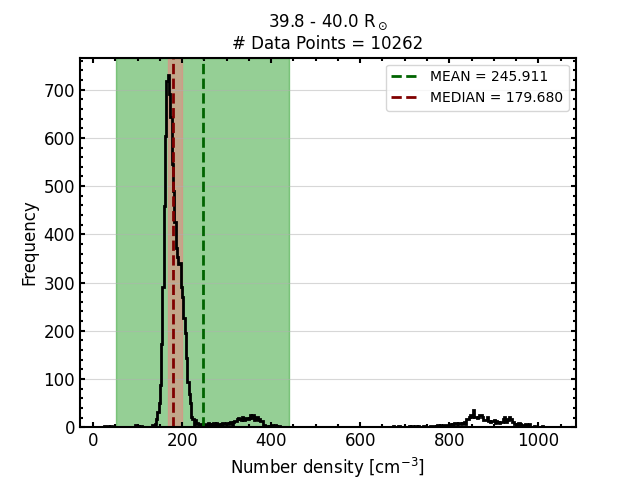 39.8 - 40.0 R⊙
# Data Points = 10262
MEAN = 245.911
MEDIAN = 179.680
Frequency
700
600
500
400
300
200
100
0
0 200 400 600 800 1000
Number density [cm⁻³]